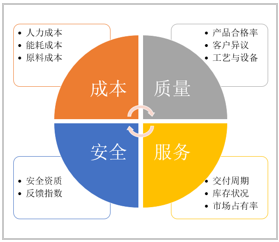 人力成本
能耗成本
原料成本
产品合格率
客户异议
工艺与设备
成本
质量
安全
服务
安全资质
反馈指数
交付周期
库存状况
市场占有率